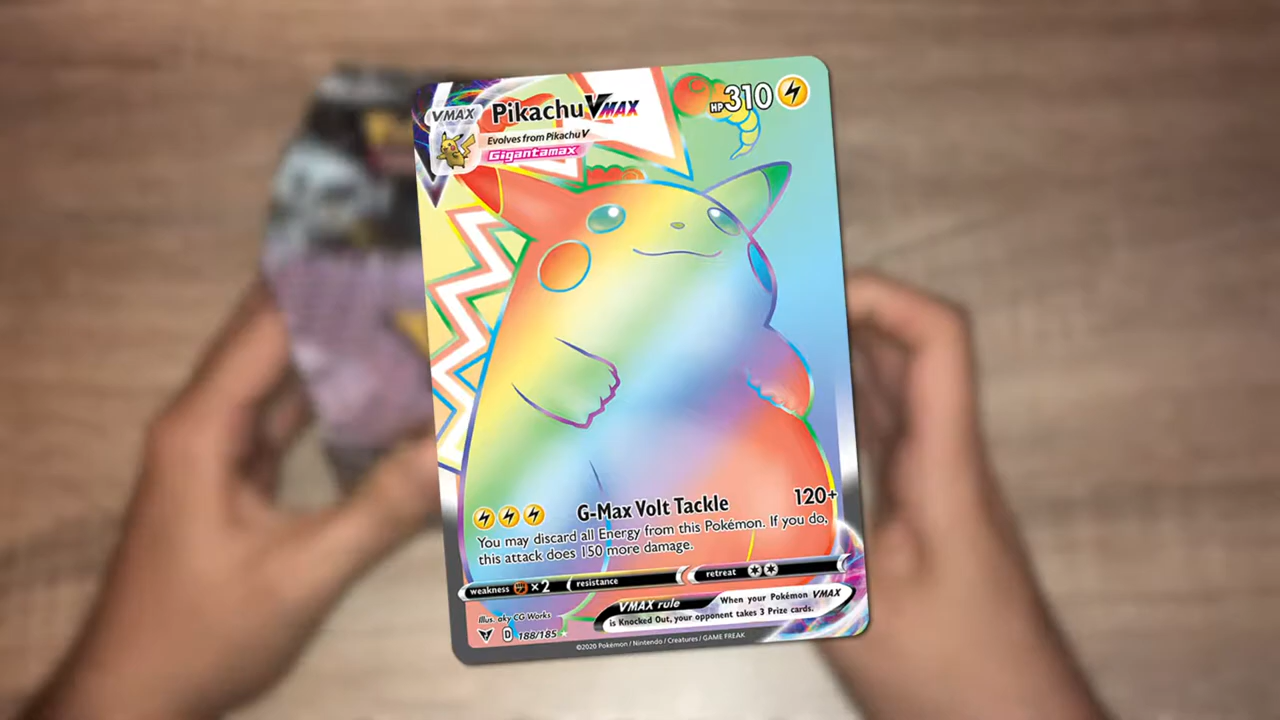 VMAX Pikachu VMAX HP 310
Evolves from Pikachu V
Gigantamax
G-Max Volt Tackle 120+
You may discard all Energy from this Pokémon. If you do,
this attack does 150 more damage.
weakness ×2 resistance retreat
VMAX rule When your Pokémon VMAX
is Knocked Out, your opponent takes 3 Prize cards.
Illus. aky CG Works
D 188/185
©2020 Pokémon / Nintendo / Creatures / GAME FREAK